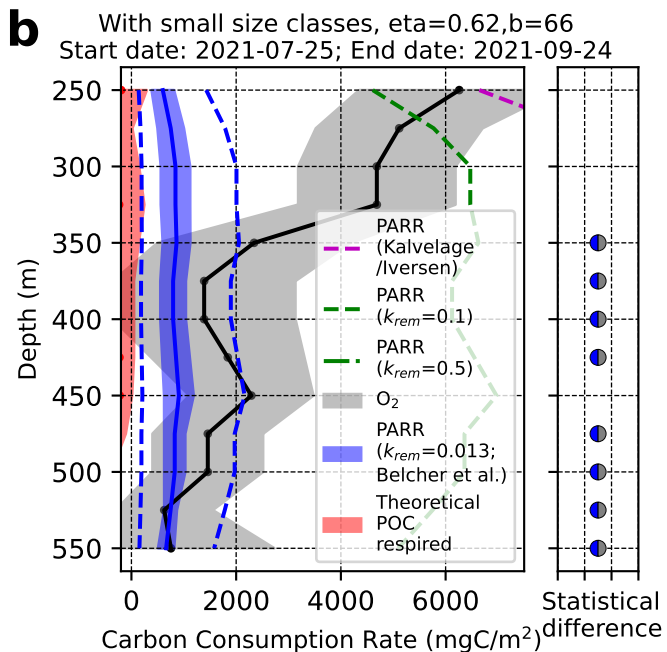 b
With small size classes, eta=0.62,b=66
Start date: 2021-07-25; End date: 2021-09-24
250
300
350
400
450
500
550
Depth (m)
PARR
(Kalvelage
/Iversen)
PARR
(k_rem=0.1)
PARR
(k_rem=0.5)
O₂
PARR
(k_rem=0.013;
Belcher et al.)
Theoretical
POC
respired
0 2000 4000 6000
Carbon Consumption Rate (mgC/m²)
Statistical
difference